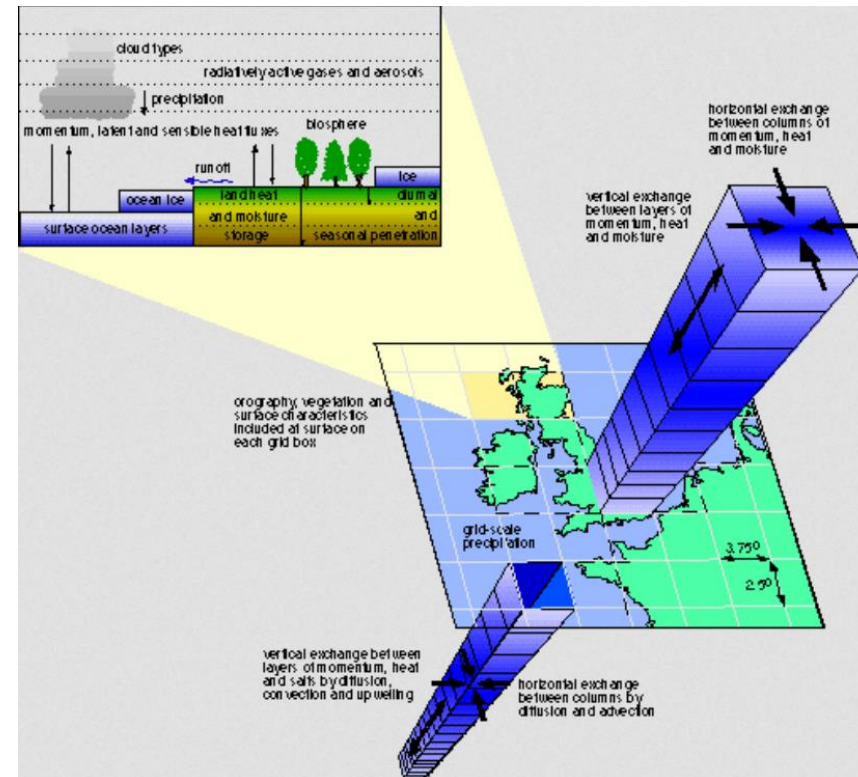 cloud types
radiatively active gases and aerosols
precipitation
momentum, latent and sensible heat fluxes
biosphere
runoff
ice
ocean ice
land heat
diurnal
and moisture
and
surface ocean layers
storage
seasonal penetration
horizontal exchange
between columns of
momentum, heat
and moisture
vertical exchange
between layers of
momentum, heat
and moisture
orography, vegetation and
surface characteristics
included at surface on
each grid box
grid-scale
precipitation
3.75°
2.5°
vertical exchange between
layers of momentum, heat
and salts by diffusion,
convection and upwelling
horizontal exchange
between columns by
diffusion and advection